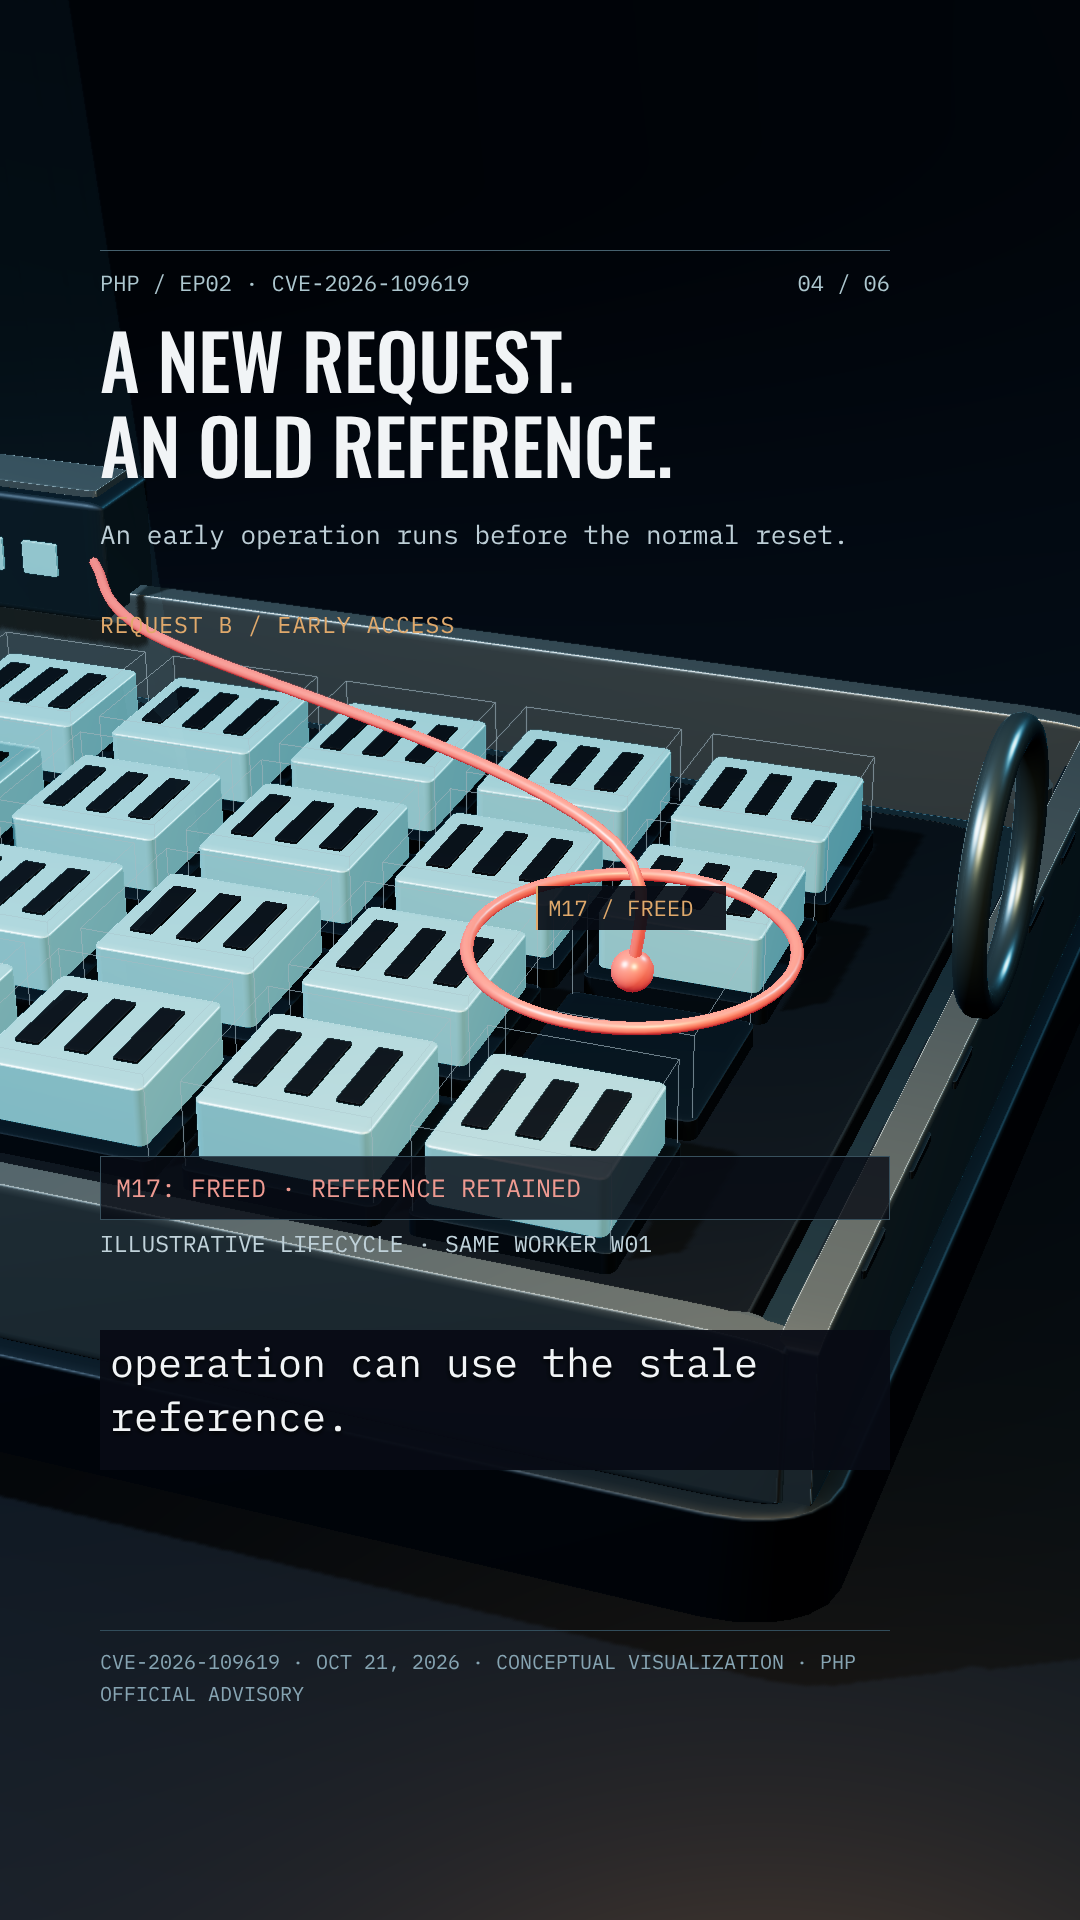 PHP / EP02 · CVE-2026-109619
04 / 06
A NEW REQUEST.
AN OLD REFERENCE.
An early operation runs before the normal reset.
REQUEST B / EARLY ACCESS
M17 / FREED
M17: FREED · REFERENCE RETAINED
ILLUSTRATIVE LIFECYCLE · SAME WORKER W01
operation can use the stale
reference.
CVE-2026-109619 · OCT 21, 2026 · CONCEPTUAL VISUALIZATION · PHP
OFFICIAL ADVISORY